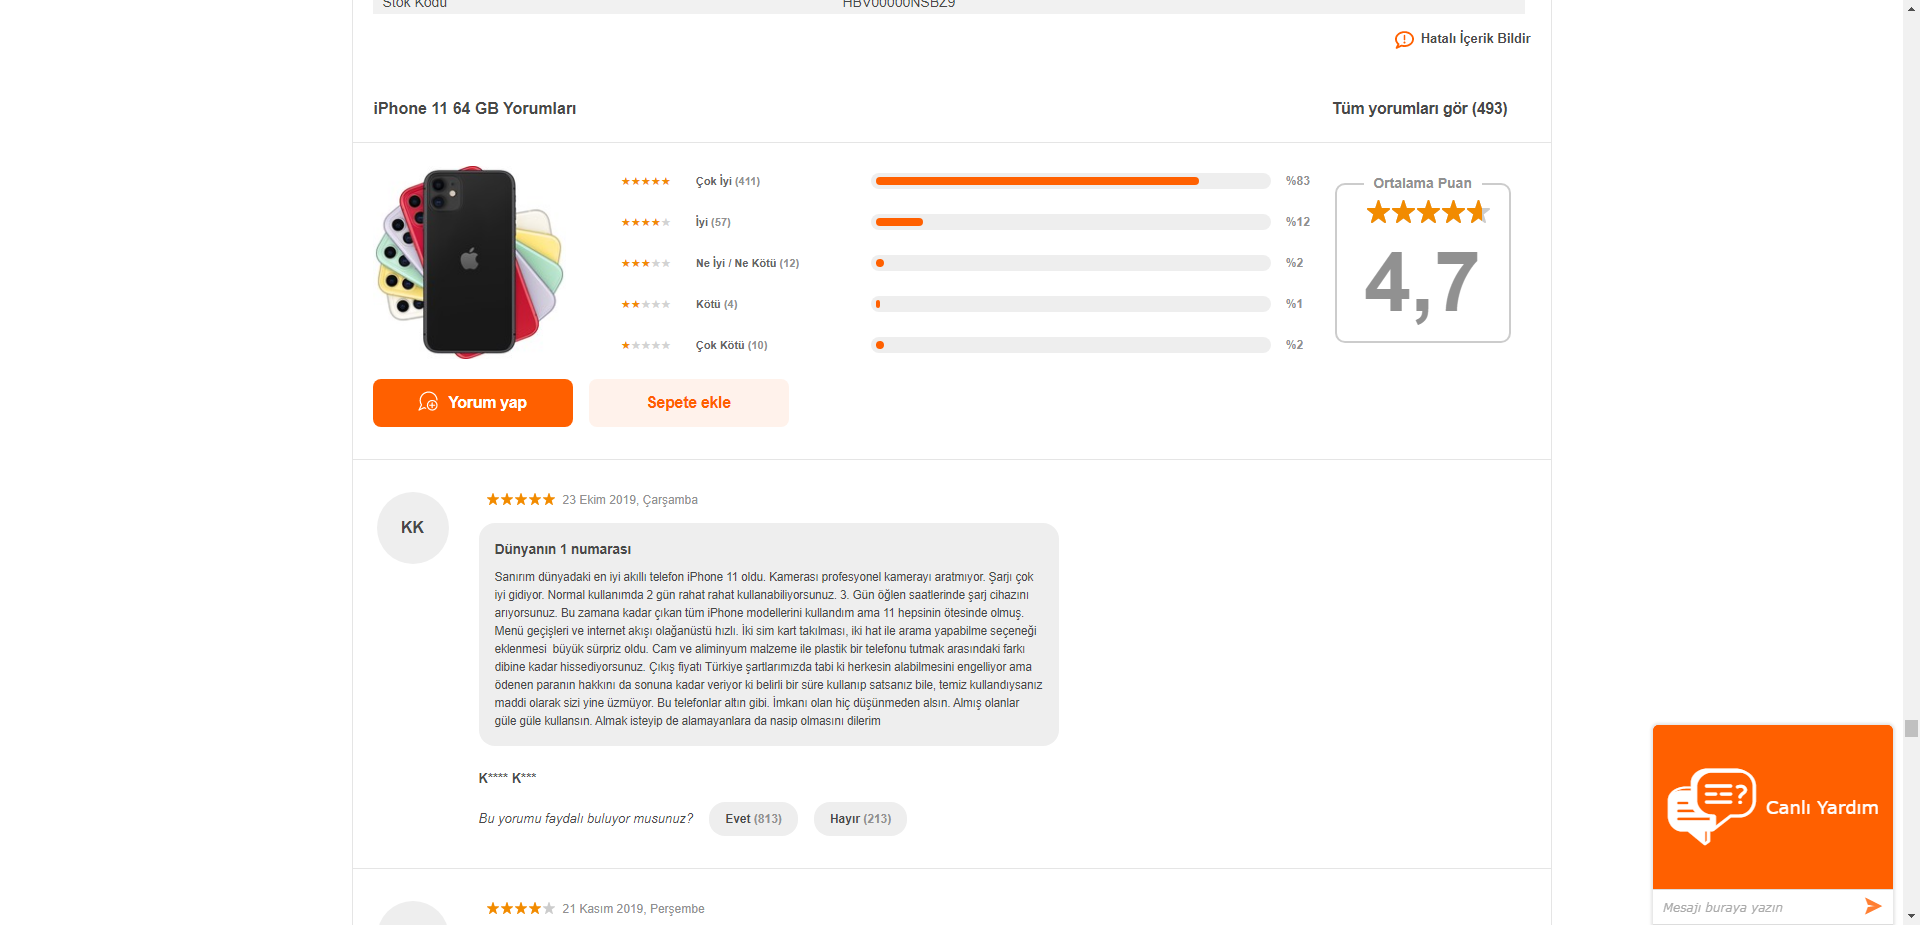 Stok Kodu HBV00000NSBZ9
Hatalı İçerik Bildir
iPhone 11 64 GB Yorumları
Tüm yorumları gör (493)
Çok İyi (411) %83
İyi (57) %12
Ne İyi / Ne Kötü (12) %2
Kötü (4) %1
Çok Kötü (10) %2
Ortalama Puan
4,7
Yorum yap
Sepete ekle
KK
23 Ekim 2019, Çarşamba
Dünyanın 1 numarası
Sanırım dünyadaki en iyi akıllı telefon iPhone 11 oldu. Kamerası profesyonel kamerayı aratmıyor. Şarjı çok
iyi gidiyor. Normal kullanımda 2 gün rahat rahat kullanabiliyorsunuz. 3. Gün öğlen saatlerinde şarj cihazını
arıyorsunuz. Bu zamana kadar çıkan tüm iPhone modellerini kullandım ama 11 hepsinin ötesinde olmuş.
Menü geçişleri ve internet akışı olağanüstü hızlı. İki sim kart takılması, iki hat ile arama yapabilme seçeneği
eklenmesi  büyük sürpriz oldu. Cam ve aliminyum malzeme ile plastik bir telefonu tutmak arasındaki farkı
dibine kadar hissediyorsunuz. Çıkış fiyatı Türkiye şartlarımızda tabi ki herkesin alabilmesini engelliyor ama
ödenen paranın hakkını da sonuna kadar veriyor ki belirli bir süre kullanıp satsanız bile, temiz kullandıysanız
maddi olarak sizi yine üzmüyor. Bu telefonlar altın gibi. İmkanı olan hiç düşünmeden alsın. Almış olanlar
güle güle kullansın. Almak isteyip de alamayanlara da nasip olmasını dilerim
K**** K***
Bu yorumu faydalı buluyor musunuz? Evet (813) Hayır (213)
21 Kasım 2019, Perşembe
Canlı Yardım
Mesajı buraya yazın